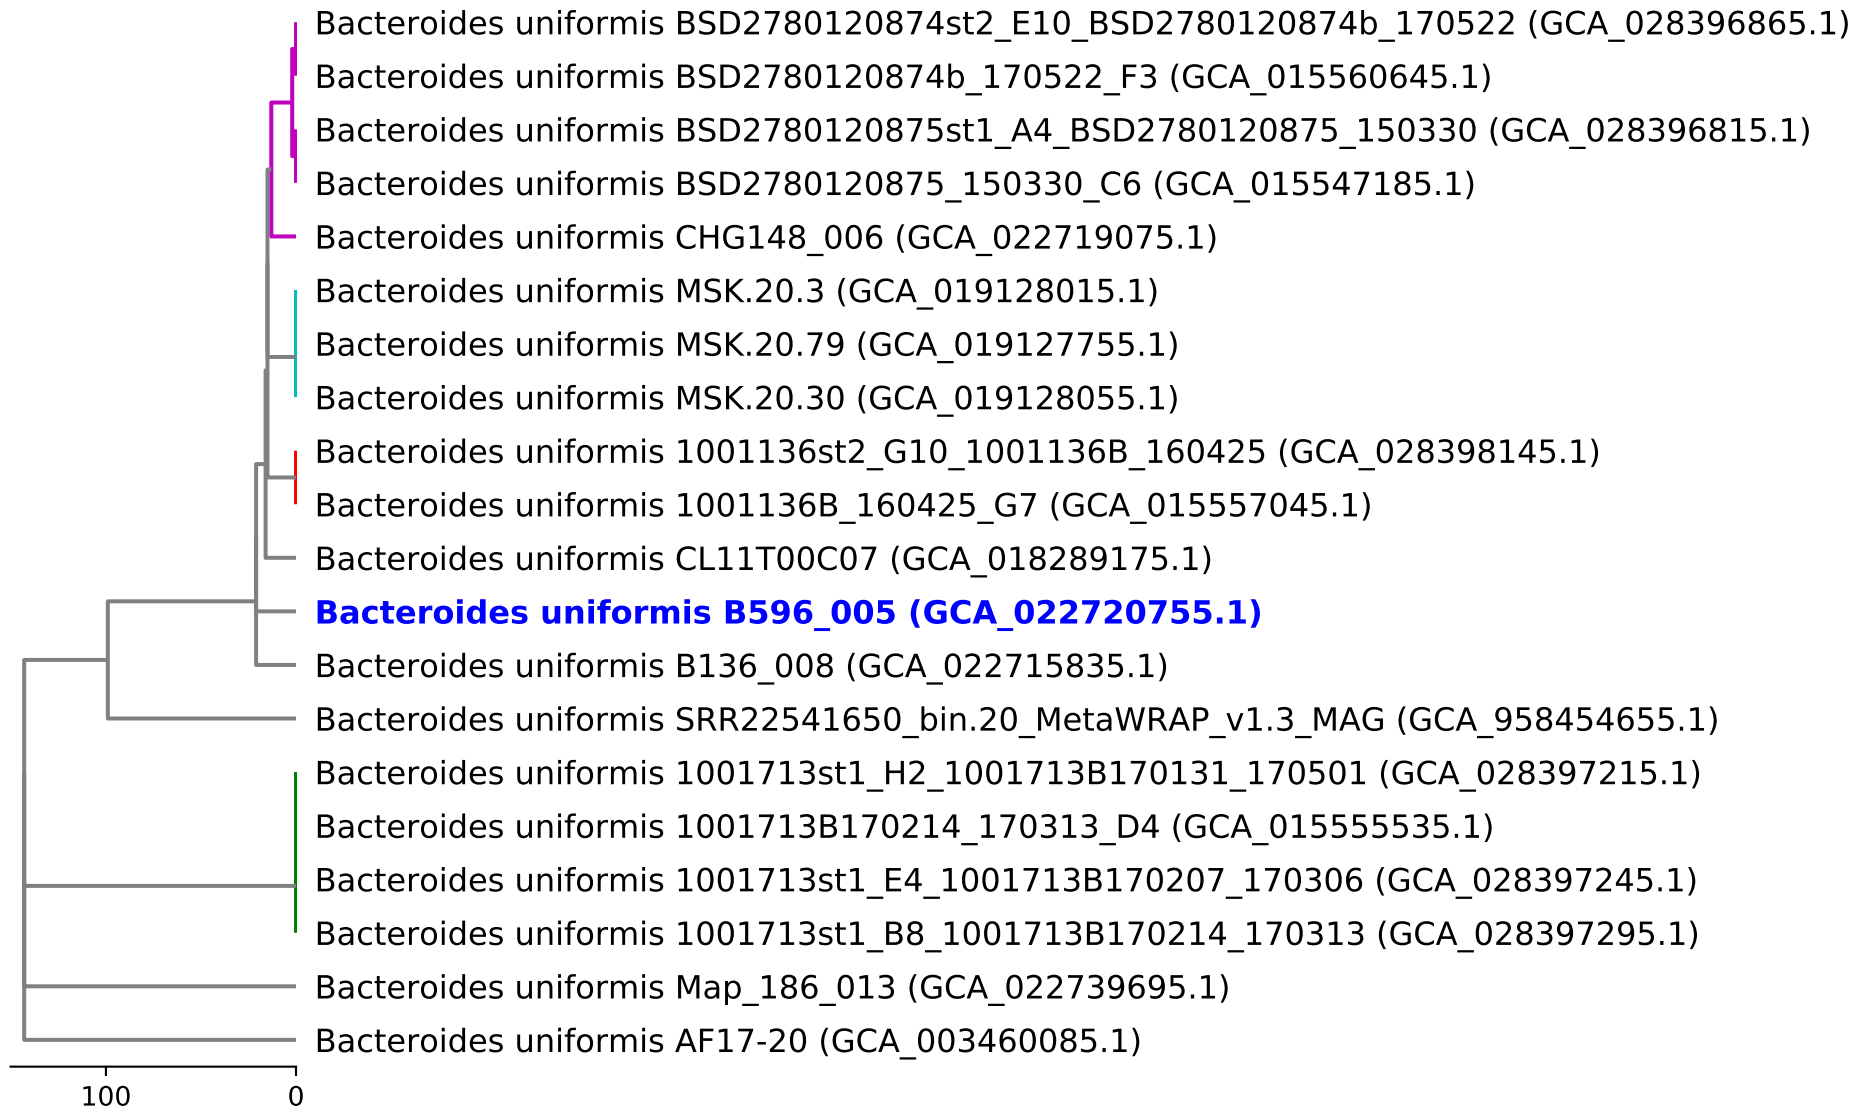 Bacteroides uniformis BSD2780120874st2_E10_BSD2780120874b_170522 (GCA_028396865.1)
Bacteroides uniformis BSD2780120874b_170522_F3 (GCA_015560645.1)
Bacteroides uniformis BSD2780120875st1_A4_BSD2780120875_150330 (GCA_028396815.1)
Bacteroides uniformis BSD2780120875_150330_C6 (GCA_015547185.1)
Bacteroides uniformis CHG148_006 (GCA_022719075.1)
Bacteroides uniformis MSK.20.3 (GCA_019128015.1)
Bacteroides uniformis MSK.20.79 (GCA_019127755.1)
Bacteroides uniformis MSK.20.30 (GCA_019128055.1)
Bacteroides uniformis 1001136st2_G10_1001136B_160425 (GCA_028398145.1)
Bacteroides uniformis 1001136B_160425_G7 (GCA_015557045.1)
Bacteroides uniformis CL11T00C07 (GCA_018289175.1)
Bacteroides uniformis B596_005 (GCA_022720755.1)
Bacteroides uniformis B136_008 (GCA_022715835.1)
Bacteroides uniformis SRR22541650_bin.20_MetaWRAP_v1.3_MAG (GCA_958454655.1)
Bacteroides uniformis 1001713st1_H2_1001713B170131_170501 (GCA_028397215.1)
Bacteroides uniformis 1001713B170214_170313_D4 (GCA_015555535.1)
Bacteroides uniformis 1001713st1_E4_1001713B170207_170306 (GCA_028397245.1)
Bacteroides uniformis 1001713st1_B8_1001713B170214_170313 (GCA_028397295.1)
Bacteroides uniformis Map_186_013 (GCA_022739695.1)
Bacteroides uniformis AF17-20 (GCA_003460085.1)
100 0